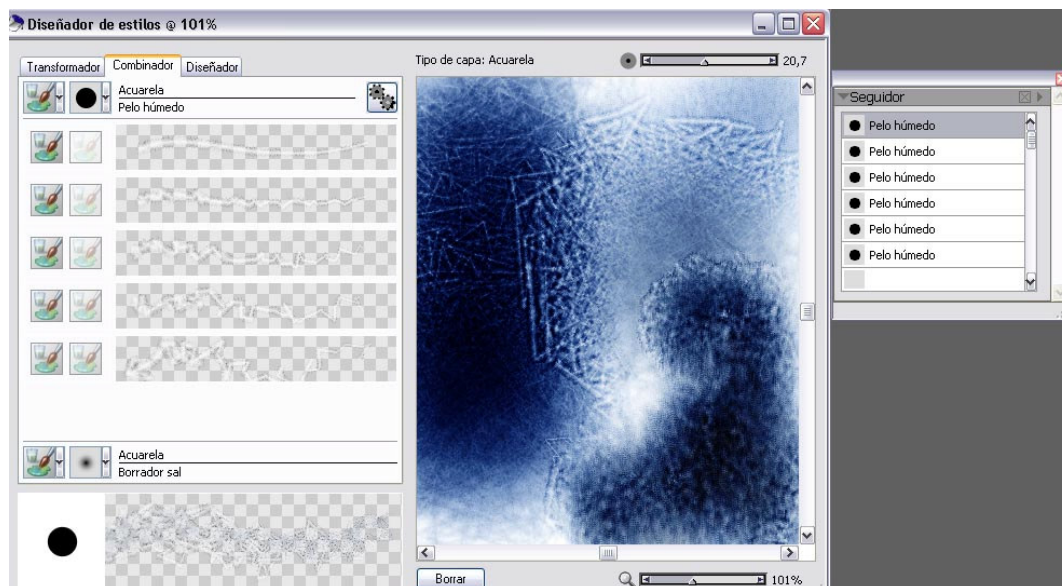 Diseñador de estilos @ 101%
Transformador
Combinador
Diseñador
Acuarela
Pelo húmedo
Acuarela
Borrador sal
Tipo de capa: Acuarela
20,7
Borrar
101%
Seguidor
Pelo húmedo
Pelo húmedo
Pelo húmedo
Pelo húmedo
Pelo húmedo
Pelo húmedo